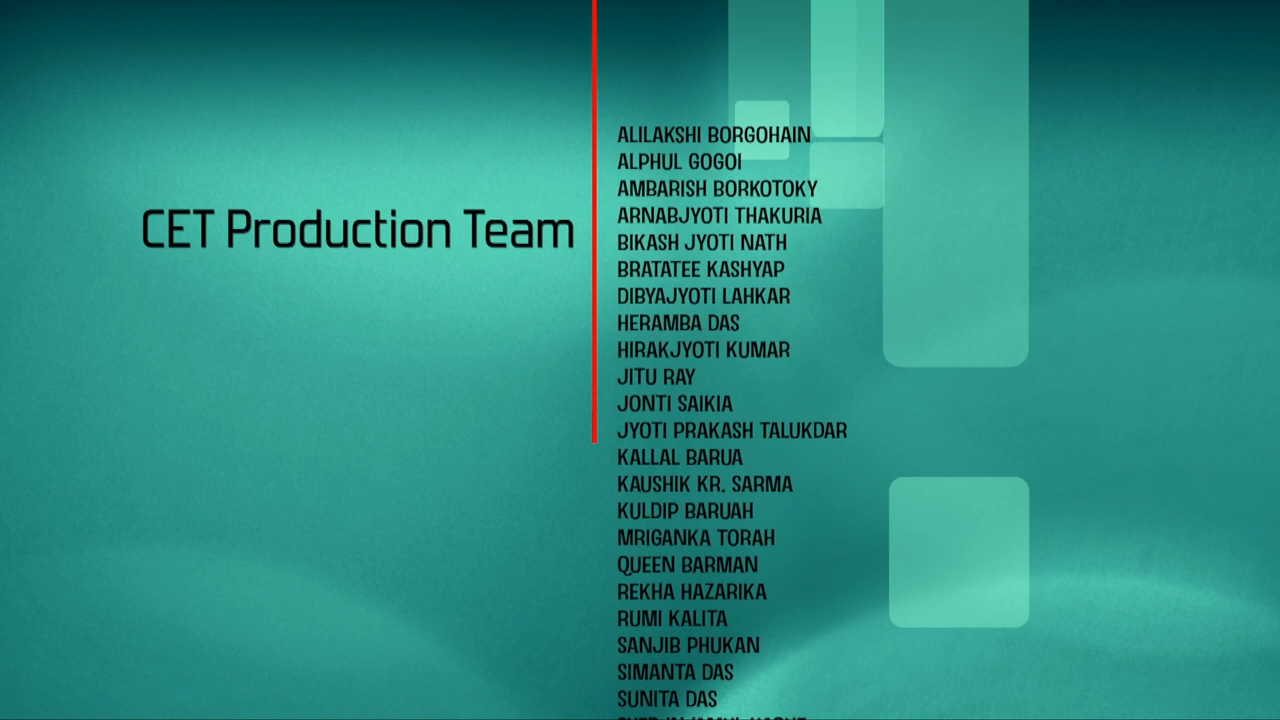 CET Production Team
ALILAKSHI BORGOHAIN
ALPHUL GOGOI
AMBARISH BORKOTOKY
ARNABJYOTI THAKURIA
BIKASH JYOTI NATH
BRATATEE KASHYAP
DIBYAJYOTI LAHKAR
HERAMBA DAS
HIRAKJYOTI KUMAR
JITU RAY
JONTI SAIKIA
JYOTI PRAKASH TALUKDAR
KALLAL BARUA
KAUSHIK KR. SARMA
KULDIP BARUAH
MRIGANKA TORAH
QUEEN BARMAN
REKHA HAZARIKA
RUMI KALITA
SANJIB PHUKAN
SIMANTA DAS
SUNITA DAS